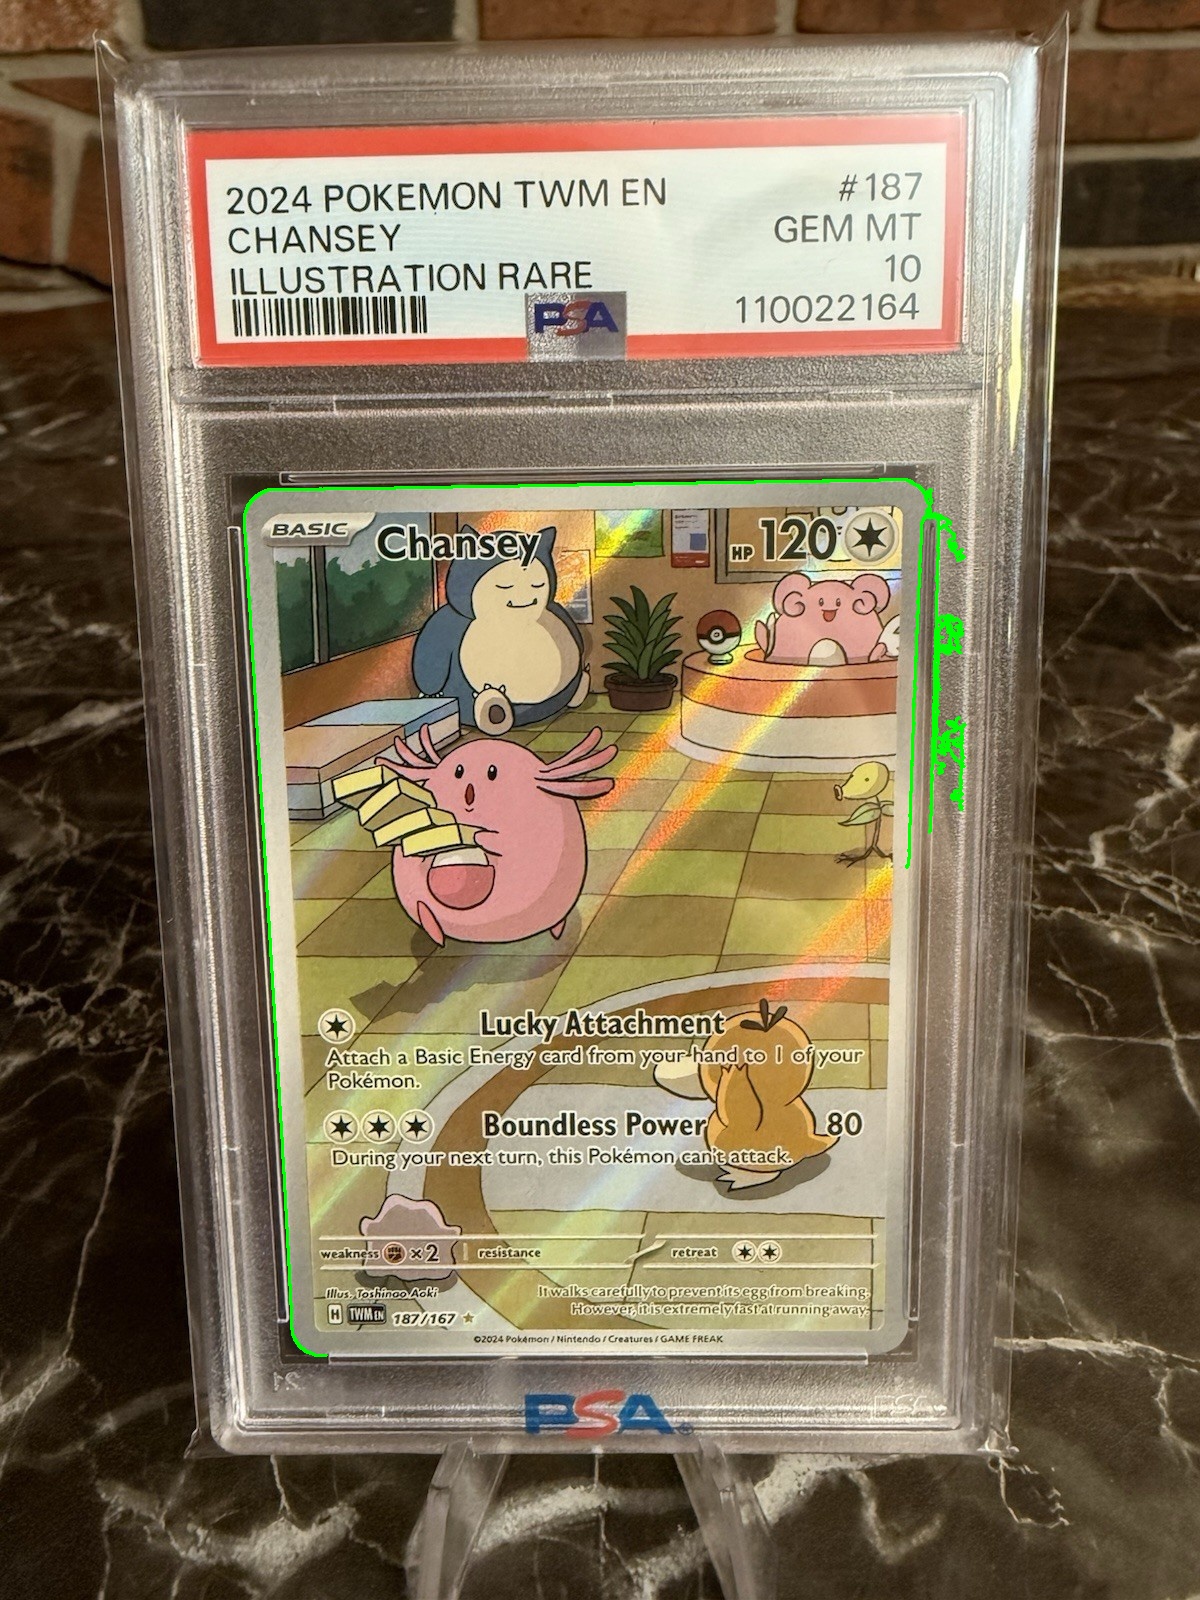 2024 POKEMON TWM EN #187
CHANSEY GEM MT
ILLUSTRATION RARE 10
PSA 110022164
BASIC Chansey HP 120
Lucky Attachment
Attach a Basic Energy card from your hand to 1 of your
Pokémon.
Boundless Power 80
During your next turn, this Pokémon can't attack.
weakness ×2 resistance retreat
Illus. Toshinao Aoki It walks carefully to prevent its egg from breaking.
However, it is extremely fast at running away.
H TWM EN 187/167
©2024 Pokémon / Nintendo / Creatures / GAME FREAK
PSA